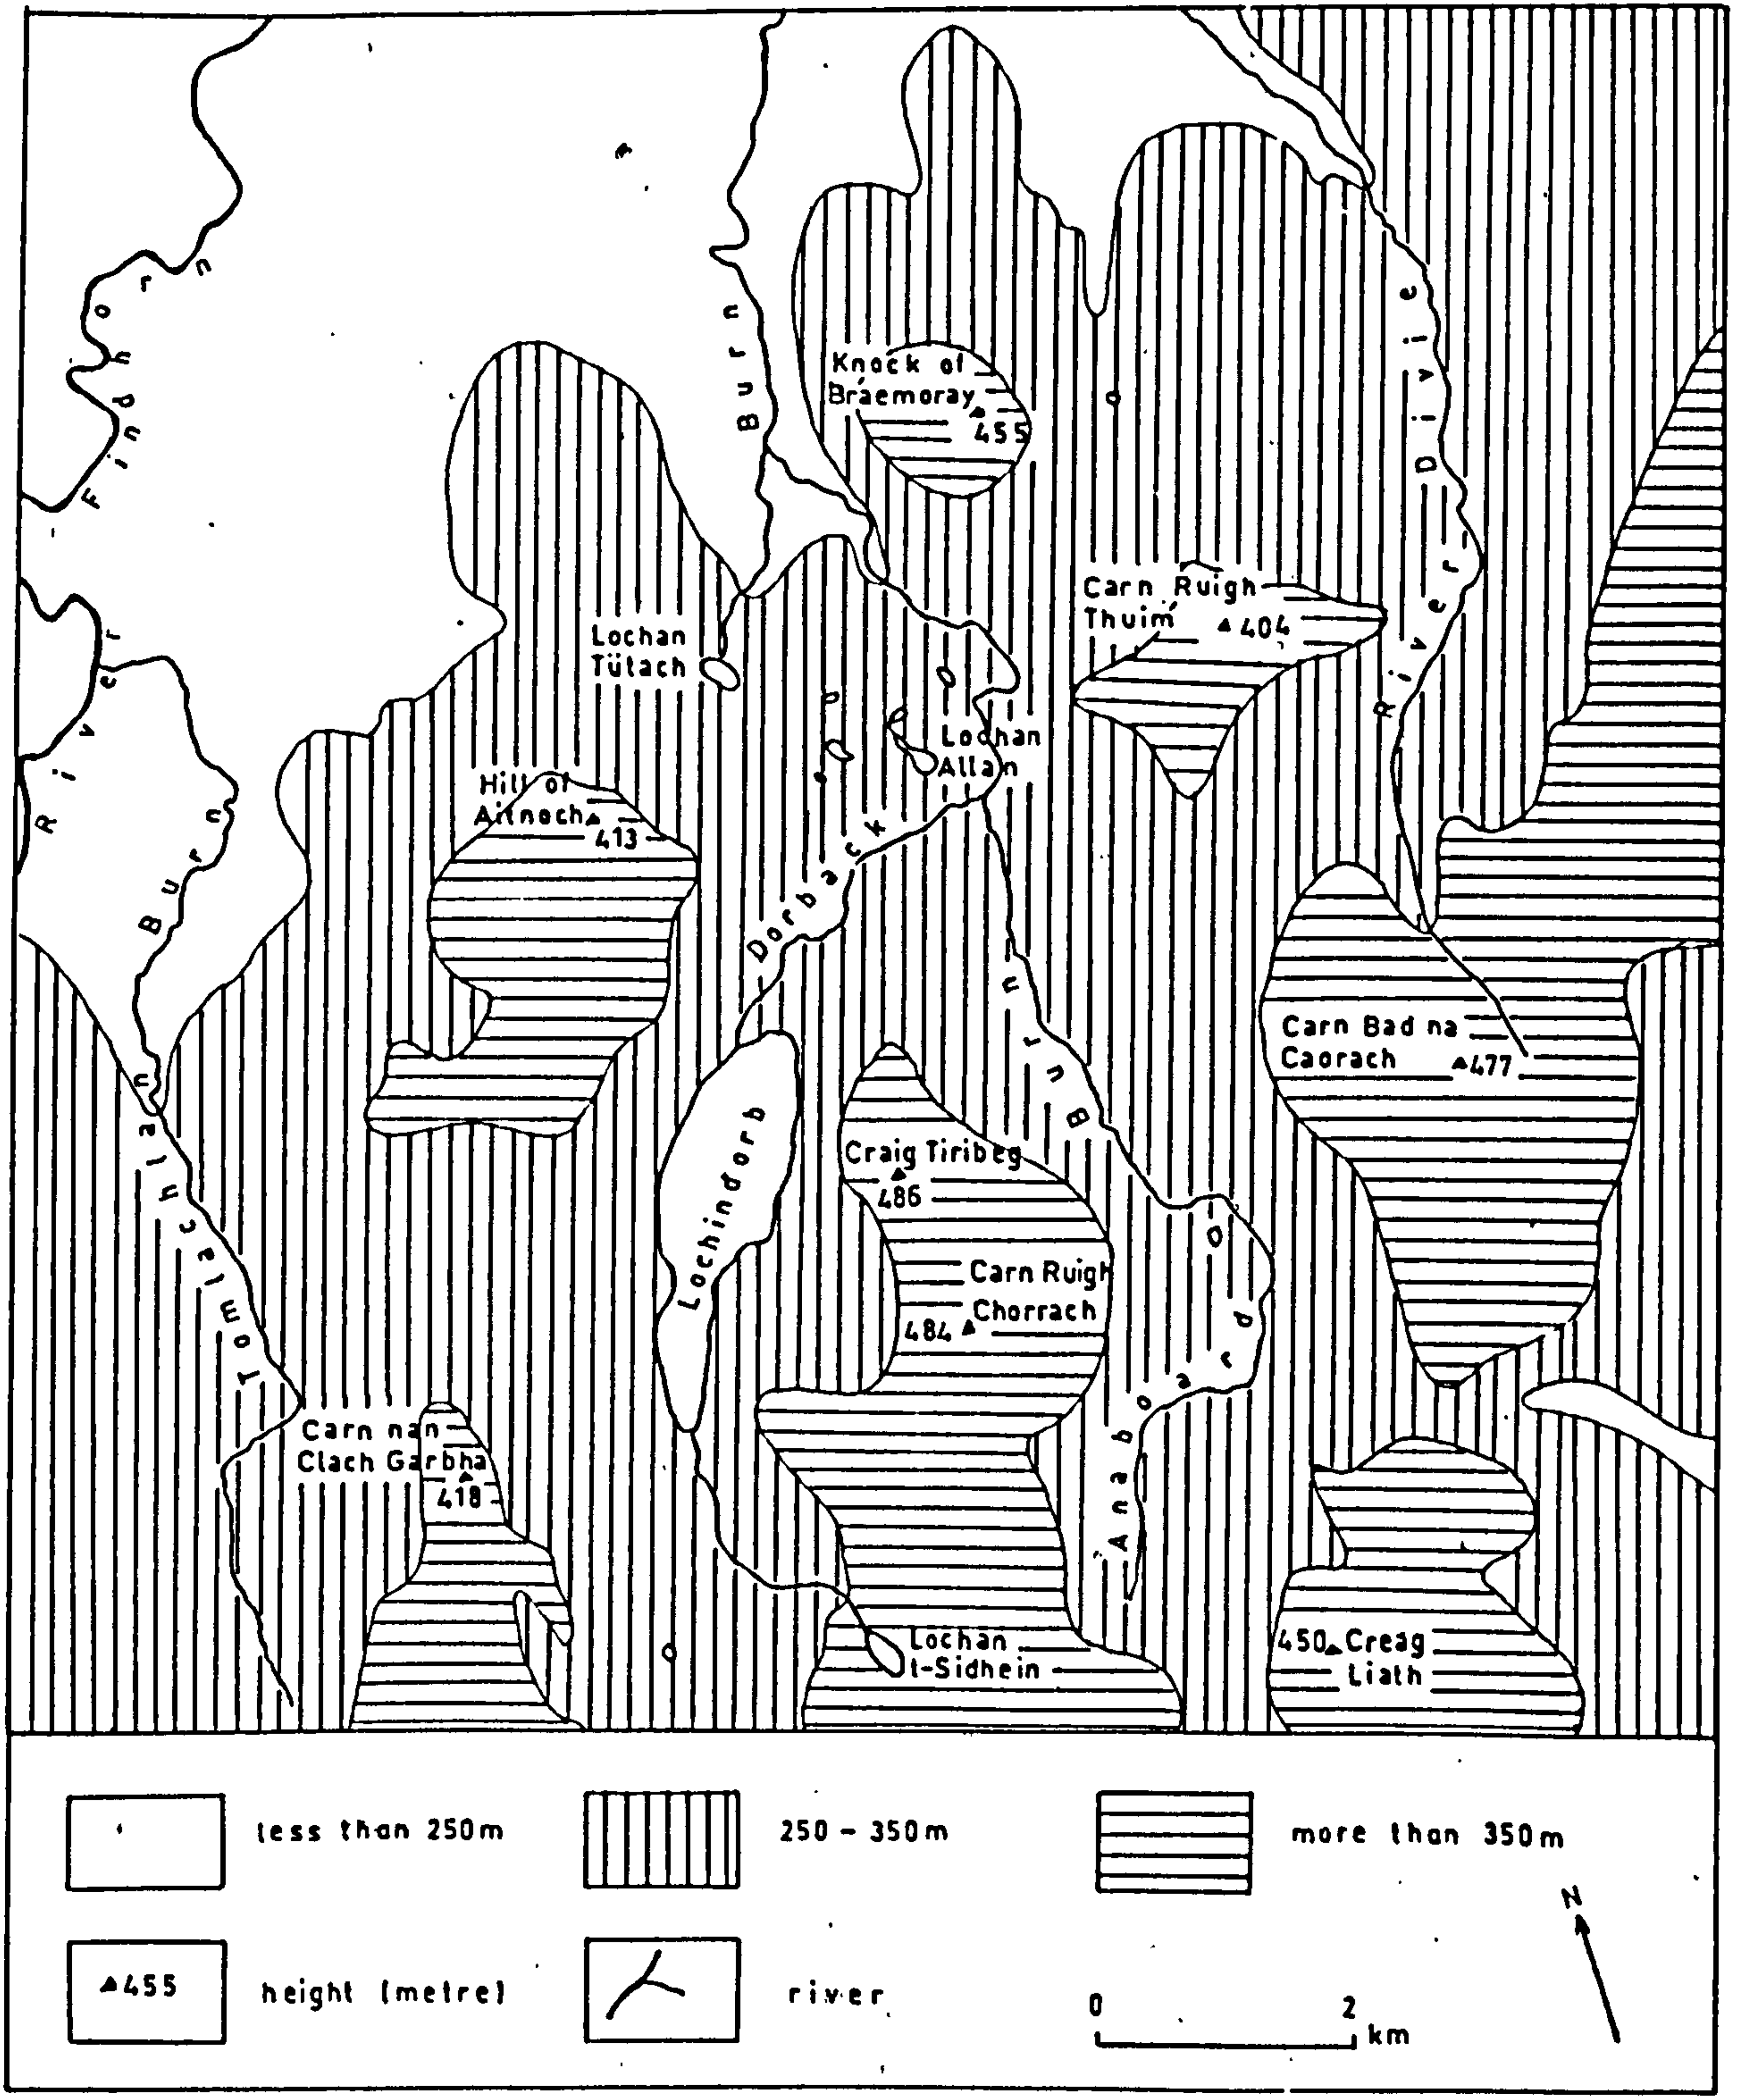 River Findhorn
Burn
Knock of
Braemoray
455
River Divie
Carn Ruigh
Thuim
404
Lochan
Tutach
Lochan
Allan
Hill of
Aitnoch
413
Dorback
Burn
Carn Bad na
Caorach
477
Burn
Tomlachlan
Lochindorb
Craig Tiribeg
486
Carn Ruigh
Chorrach
484
Anaboard
Burn
Carn nan
Clach Garbha
418
Lochan
t-Sidhein
450 Creag
Liath
less than 250m
250 - 350m
more than 350m
455
height (metre)
river
N
0 2
km